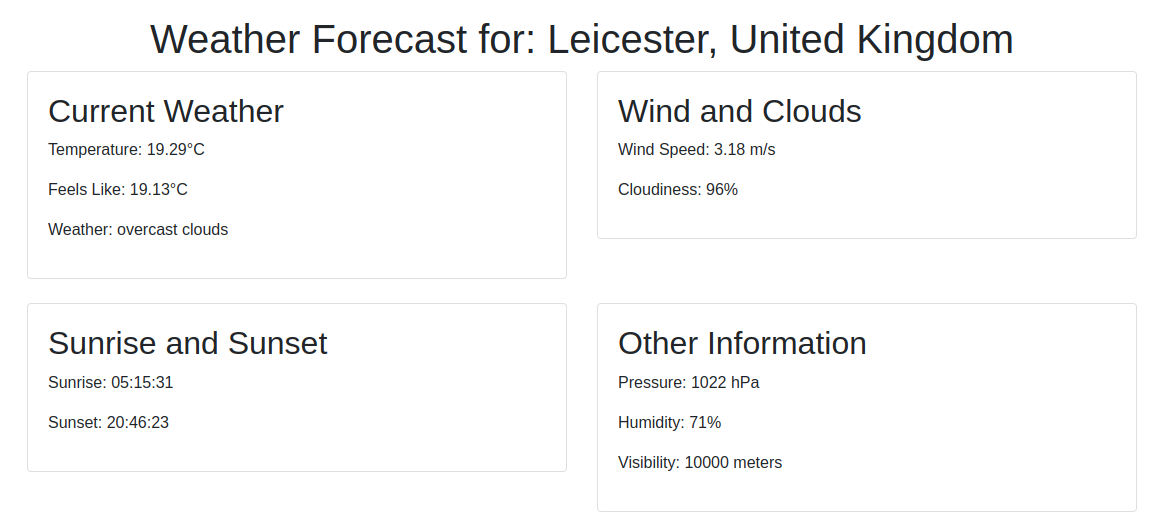 Weather Forecast for: Leicester, United Kingdom
Current Weather
Temperature: 19.29°C
Feels Like: 19.13°C
Weather: overcast clouds
Wind and Clouds
Wind Speed: 3.18 m/s
Cloudiness: 96%
Sunrise and Sunset
Sunrise: 05:15:31
Sunset: 20:46:23
Other Information
Pressure: 1022 hPa
Humidity: 71%
Visibility: 10000 meters